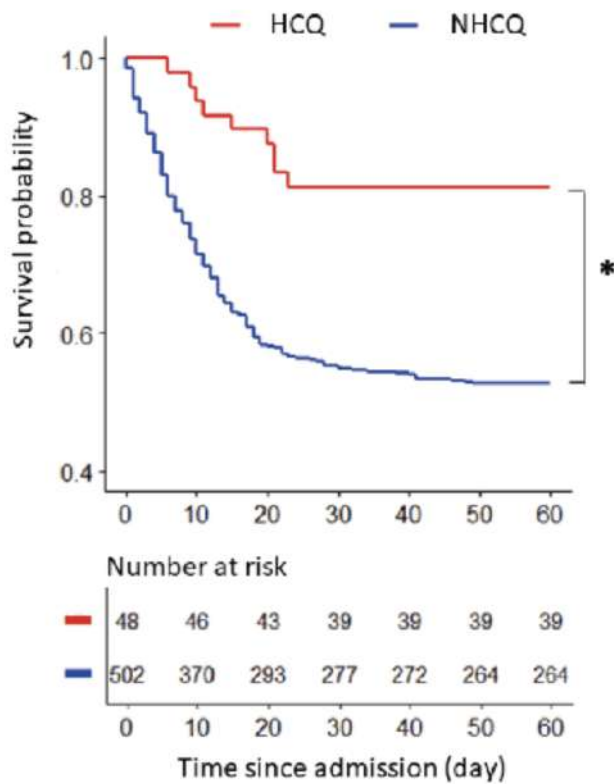 HCQ NHCQ
Survival probability
1.0
0.8
0.6
0.4
*
0 10 20 30 40 50 60
Number at risk
48 46 43 39 39 39 39
502 370 293 277 272 264 264
0 10 20 30 40 50 60
Time since admission (day)